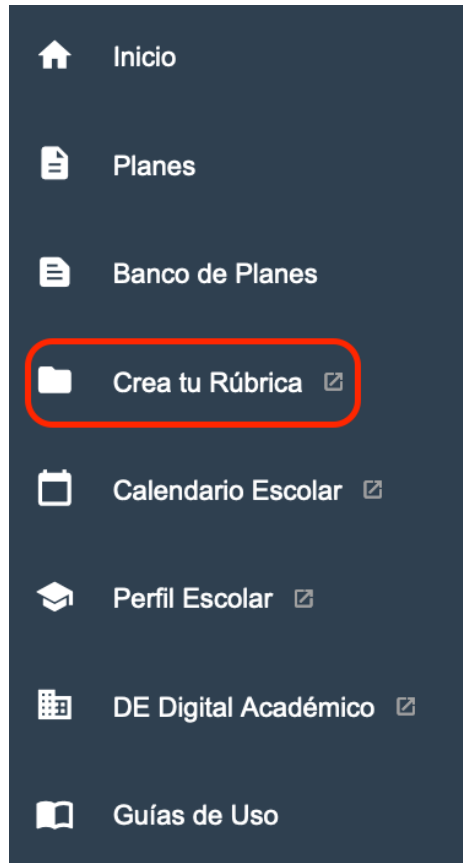 Inicio
Planes
Banco de Planes
Crea tu Rúbrica
Calendario Escolar
Perfil Escolar
DE Digital Académico
Guías de Uso